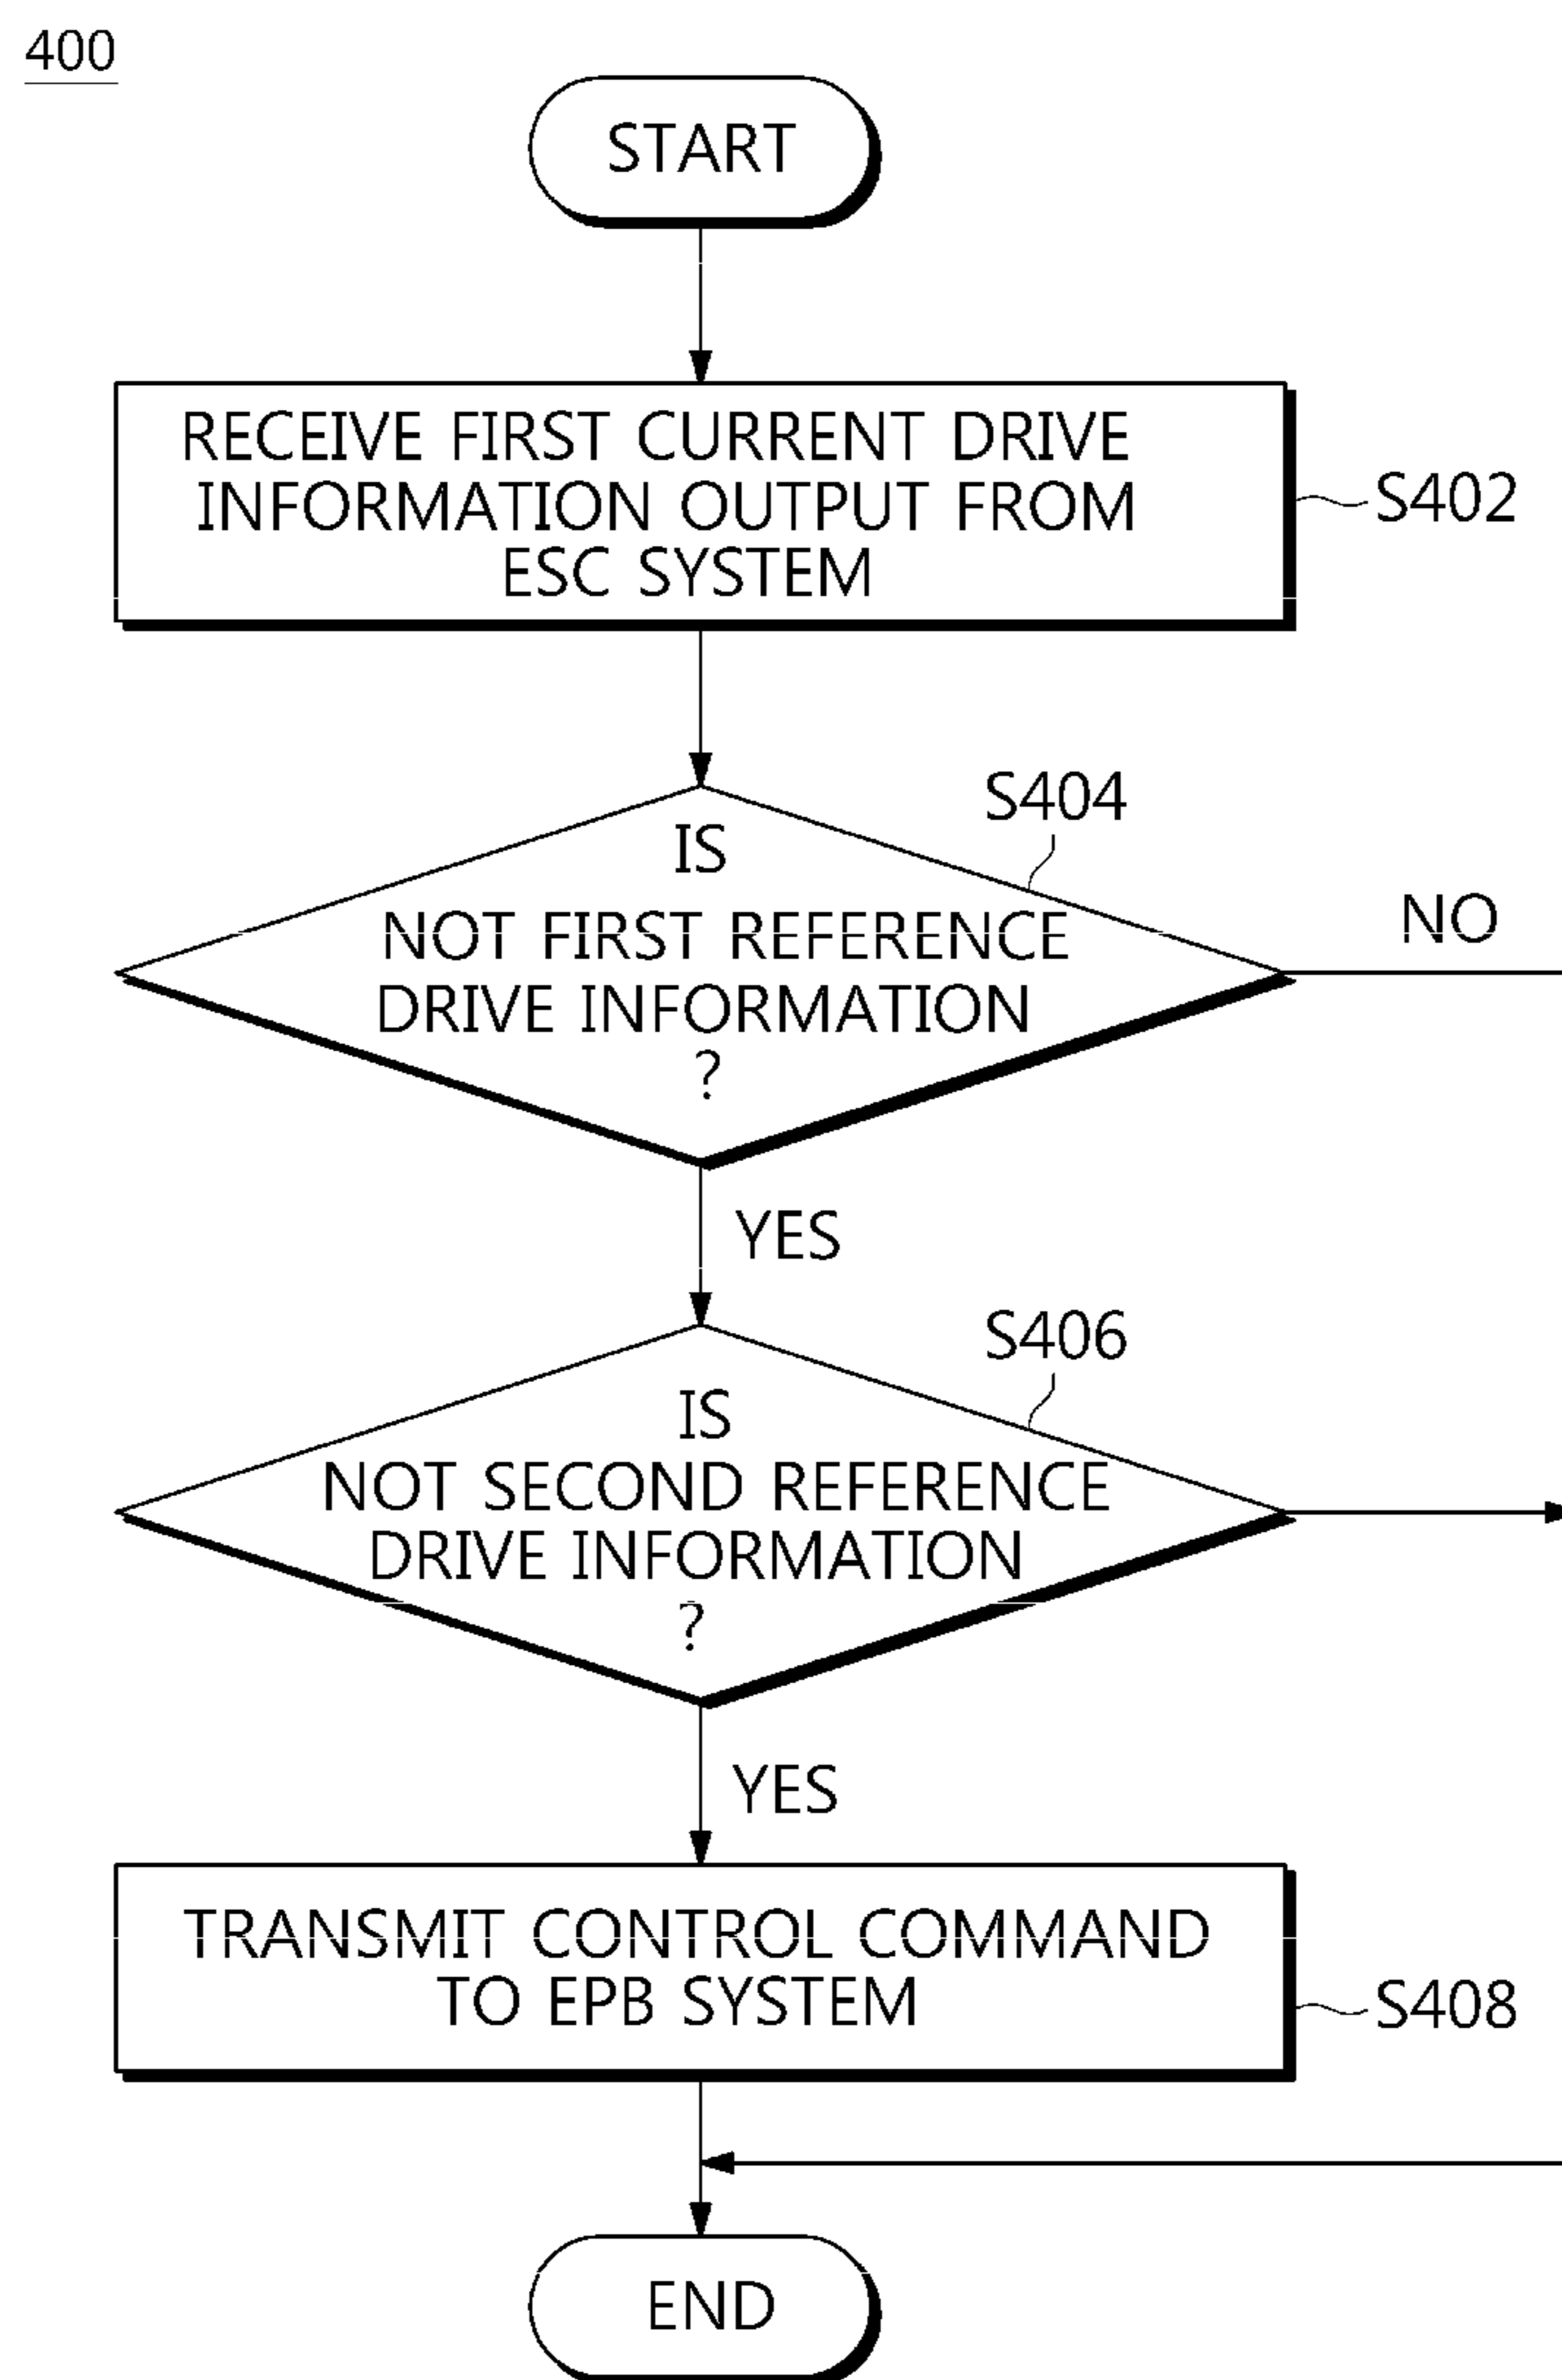 400
START
RECEIVE FIRST CURRENT DRIVE
INFORMATION OUTPUT FROM
ESC SYSTEM
S402
S404
IS
NOT FIRST REFERENCE
DRIVE INFORMATION
?
NO
YES
S406
IS
NOT SECOND REFERENCE
DRIVE INFORMATION
?
YES
TRANSMIT CONTROL COMMAND
TO EPB SYSTEM
S408
END